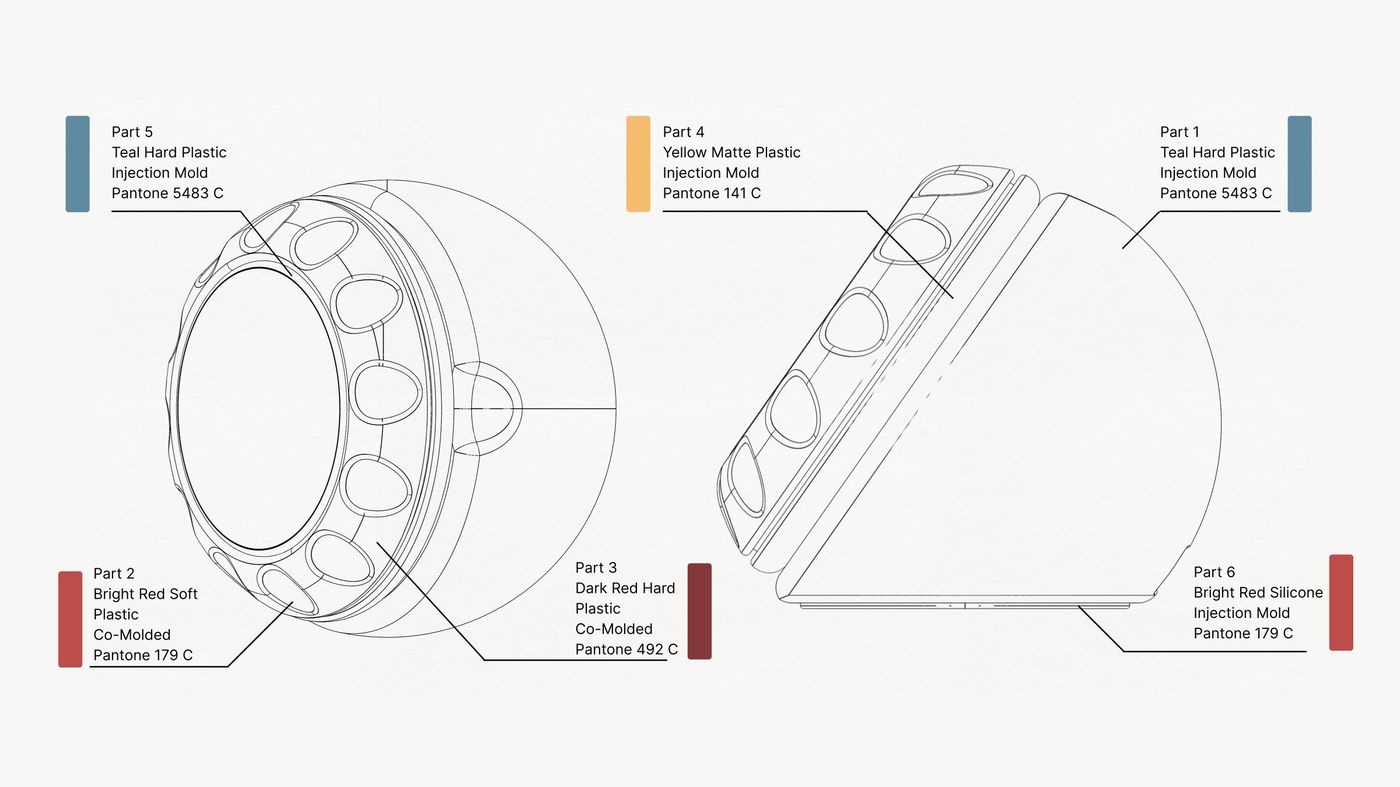 Part 5
Teal Hard Plastic
Injection Mold
Pantone 5483 C
Part 4
Yellow Matte Plastic
Injection Mold
Pantone 141 C
Part 1
Teal Hard Plastic
Injection Mold
Pantone 5483 C
Part 2
Bright Red Soft
Plastic
Co-Molded
Pantone 179 C
Part 3
Dark Red Hard
Plastic
Co-Molded
Pantone 492 C
Part 6
Bright Red Silicone
Injection Mold
Pantone 179 C